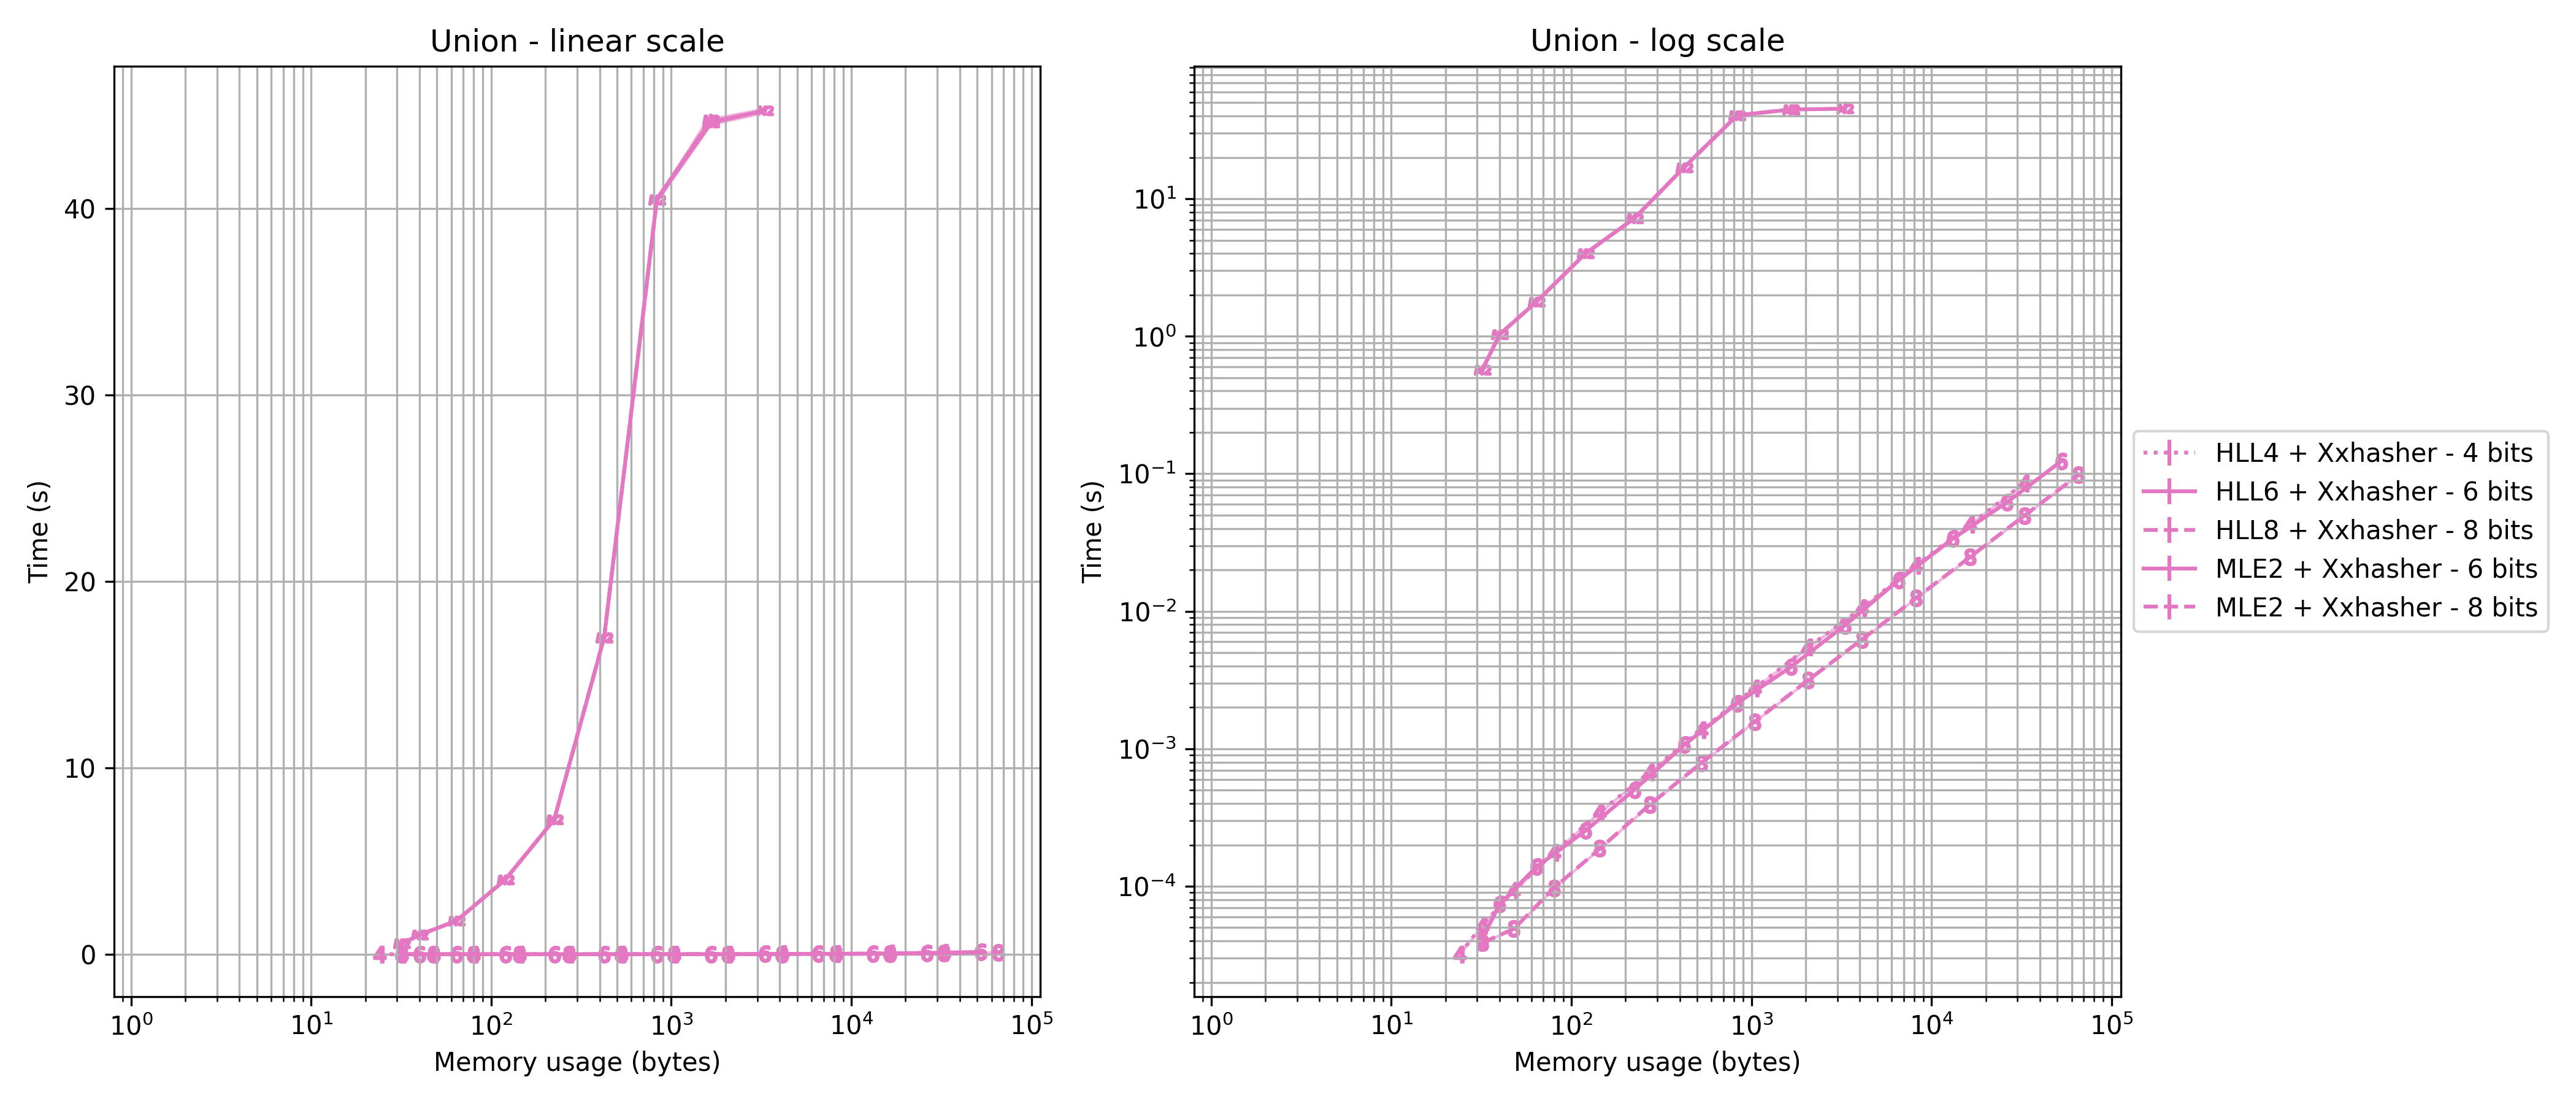 Union - linear scale
Time (s)
40
30
20
10
0
10^0 10^1 10^2 10^3 10^4 10^5
Memory usage (bytes)
Union - log scale
Time (s)
10^1
10^0
10^-1
10^-2
10^-3
10^-4
10^0 10^1 10^2 10^3 10^4 10^5
Memory usage (bytes)
HLL4 + Xxhasher - 4 bits
HLL6 + Xxhasher - 6 bits
HLL8 + Xxhasher - 8 bits
MLE2 + Xxhasher - 6 bits
MLE2 + Xxhasher - 8 bits